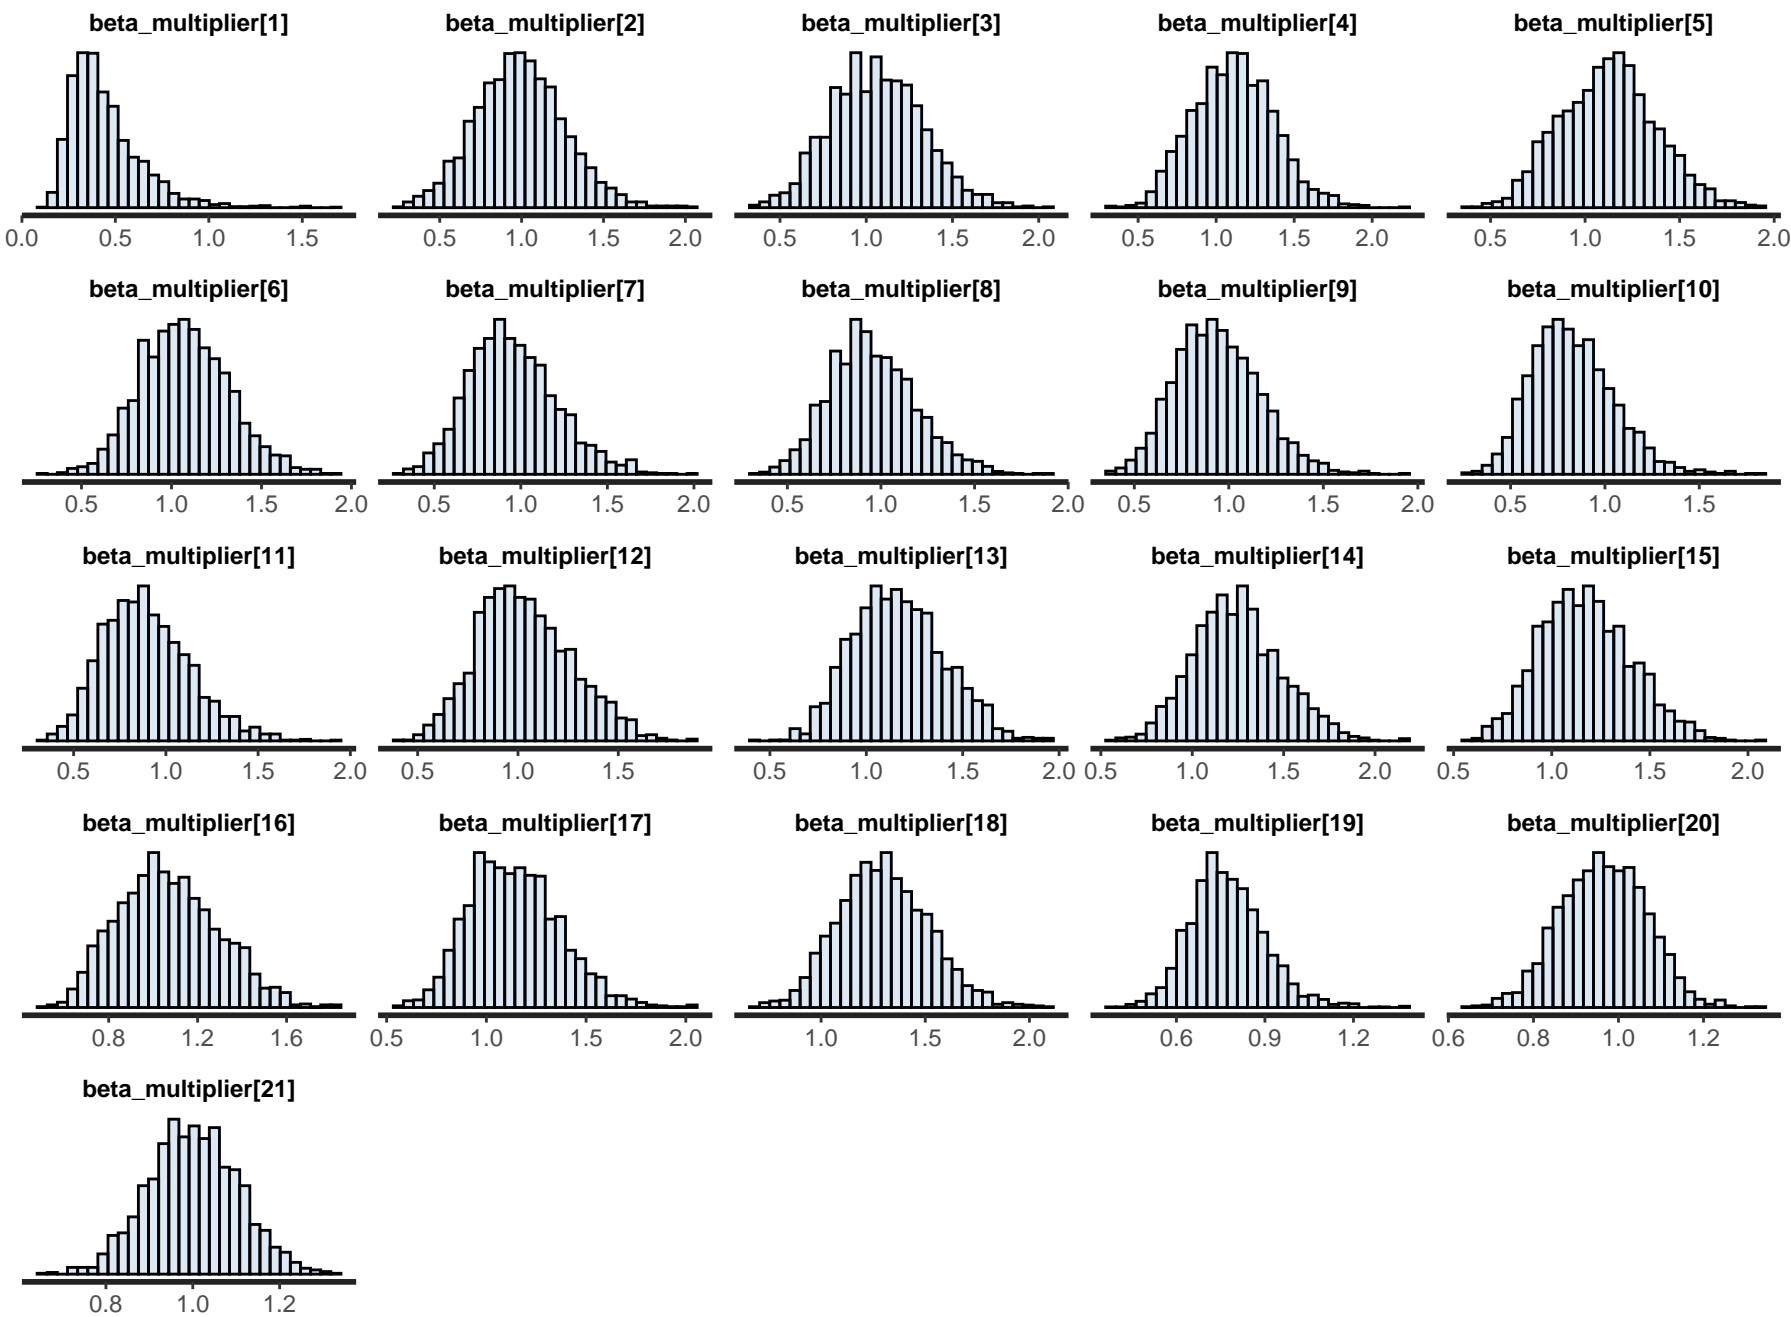 beta_multiplier[1] beta_multiplier[2] beta_multiplier[3] beta_multiplier[4] beta_multiplier[5]
0.0 0.5 1.0 1.5 0.5 1.0 1.5 2.0 0.5 1.0 1.5 2.0 0.5 1.0 1.5 2.0 0.5 1.0 1.5 2.0
beta_multiplier[6] beta_multiplier[7] beta_multiplier[8] beta_multiplier[9] beta_multiplier[10]
0.5 1.0 1.5 2.0 0.5 1.0 1.5 2.0 0.5 1.0 1.5 2.0 0.5 1.0 1.5 2.0 0.5 1.0 1.5
beta_multiplier[11] beta_multiplier[12] beta_multiplier[13] beta_multiplier[14] beta_multiplier[15]
0.5 1.0 1.5 2.0 0.5 1.0 1.5 0.5 1.0 1.5 2.0 0.5 1.0 1.5 2.0 0.5 1.0 1.5 2.0
beta_multiplier[16] beta_multiplier[17] beta_multiplier[18] beta_multiplier[19] beta_multiplier[20]
0.8 1.2 1.6 0.5 1.0 1.5 2.0 1.0 1.5 2.0 0.6 0.9 1.2 0.6 0.8 1.0 1.2
beta_multiplier[21]
0.8 1.0 1.2